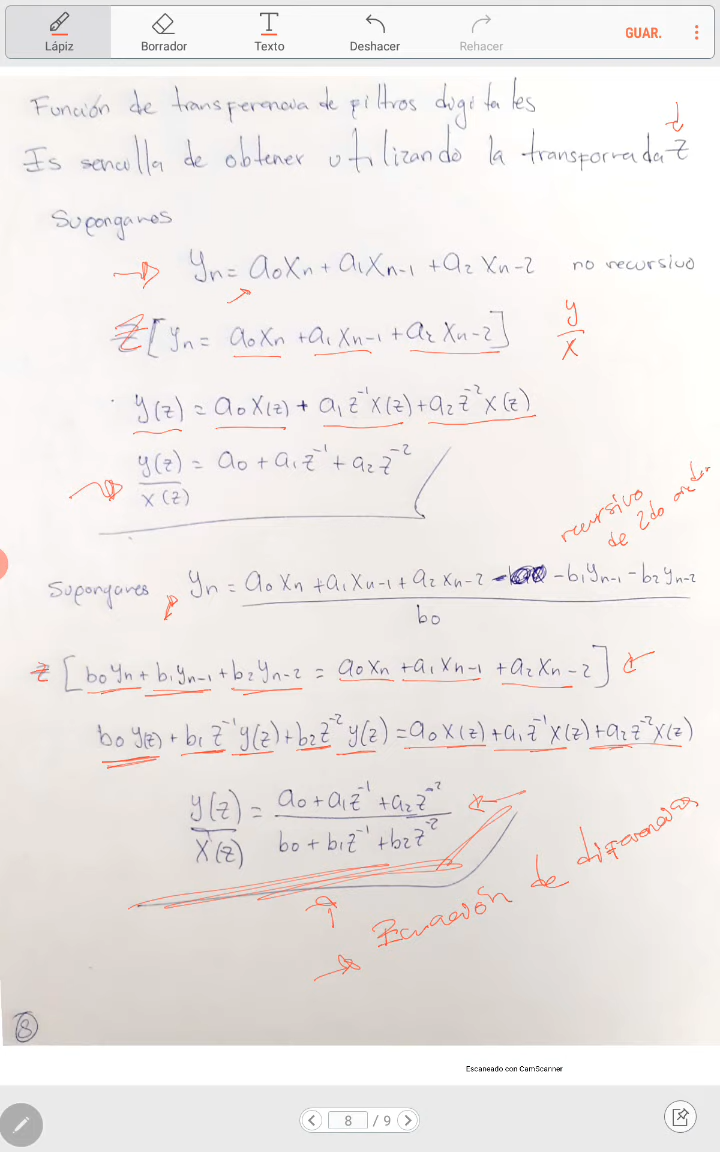 Lápiz Borrador Texto Deshacer Rehacer GUAR.
Función de transferencia de filtros digitales
Es sencilla de obtener utilizando la transformada z
Supongamos
yn = a0xn + a1xn-1 + a2xn-2 no recursivo
Z[yn = a0xn + a1xn-1 + a2xn-2] y/x
y(z) = a0X(z) + a1z⁻¹X(z) + a2z⁻²X(z)
y(z)/x(z) = a0 + a1z⁻¹ + a2z⁻²
recursivo
de 2do orden
Supongamos yn = a0xn + a1xn-1 + a2xn-2 - b1yn-1 - b2yn-2 / b0
Z[b0yn + b1yn-1 + b2yn-2 = a0xn + a1xn-1 + a2xn-2]
b0y(z) + b1z⁻¹y(z) + b2z⁻²y(z) = a0X(z) + a1z⁻¹X(z) + a2z⁻²X(z)
y(z)/X(z) = a0 + a1z⁻¹ + a2z⁻² / b0 + b1z⁻¹ + b2z⁻²
Ecuación de diferencias
8
Escaneado con CamScanner
8 / 9